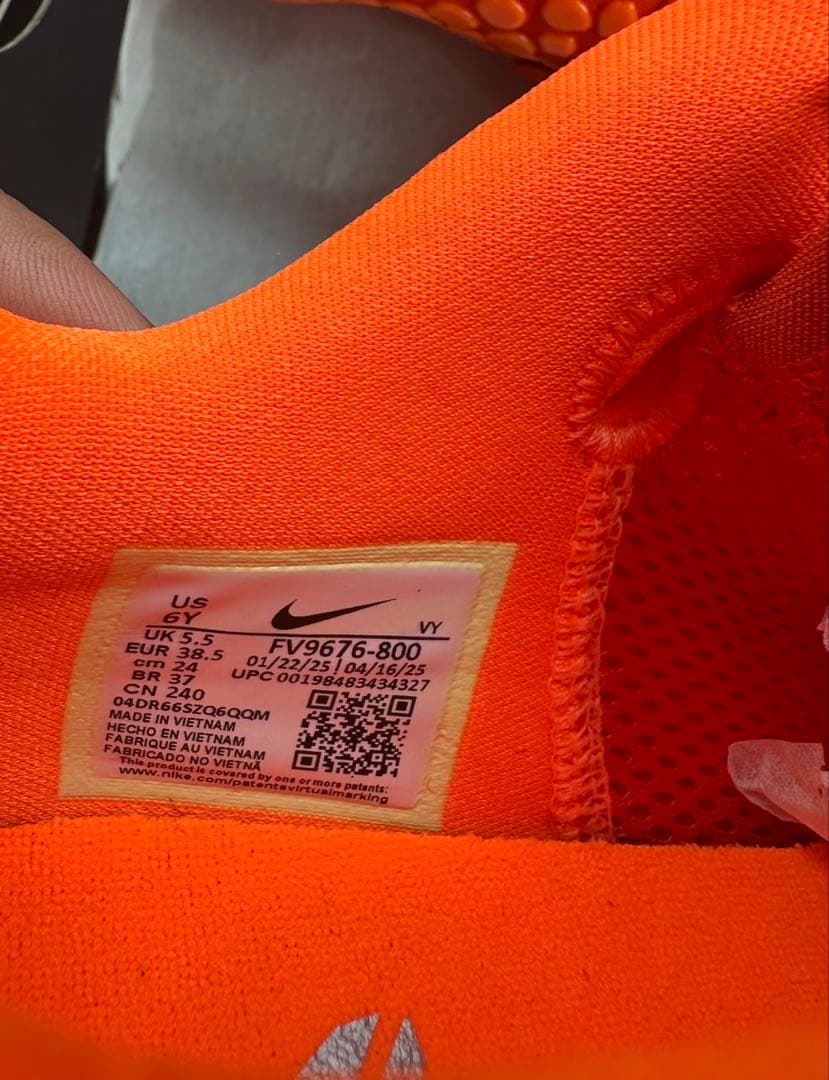 US
6Y
VY
UK 5.5
EUR 38.5
cm 24
BR 37
CN 240
FV9676-800
01/22/25 | 04/16/25
UPC 00198483434327
04DR66SZQ6QQM
MADE IN VIETNAM
HECHO EN VIETNAM
FABRIQUE AU VIETNAM
FABRICADO NO VIETNÃ
This product is covered by one or more patents:
www.nike.com/patentsvirtualmarking